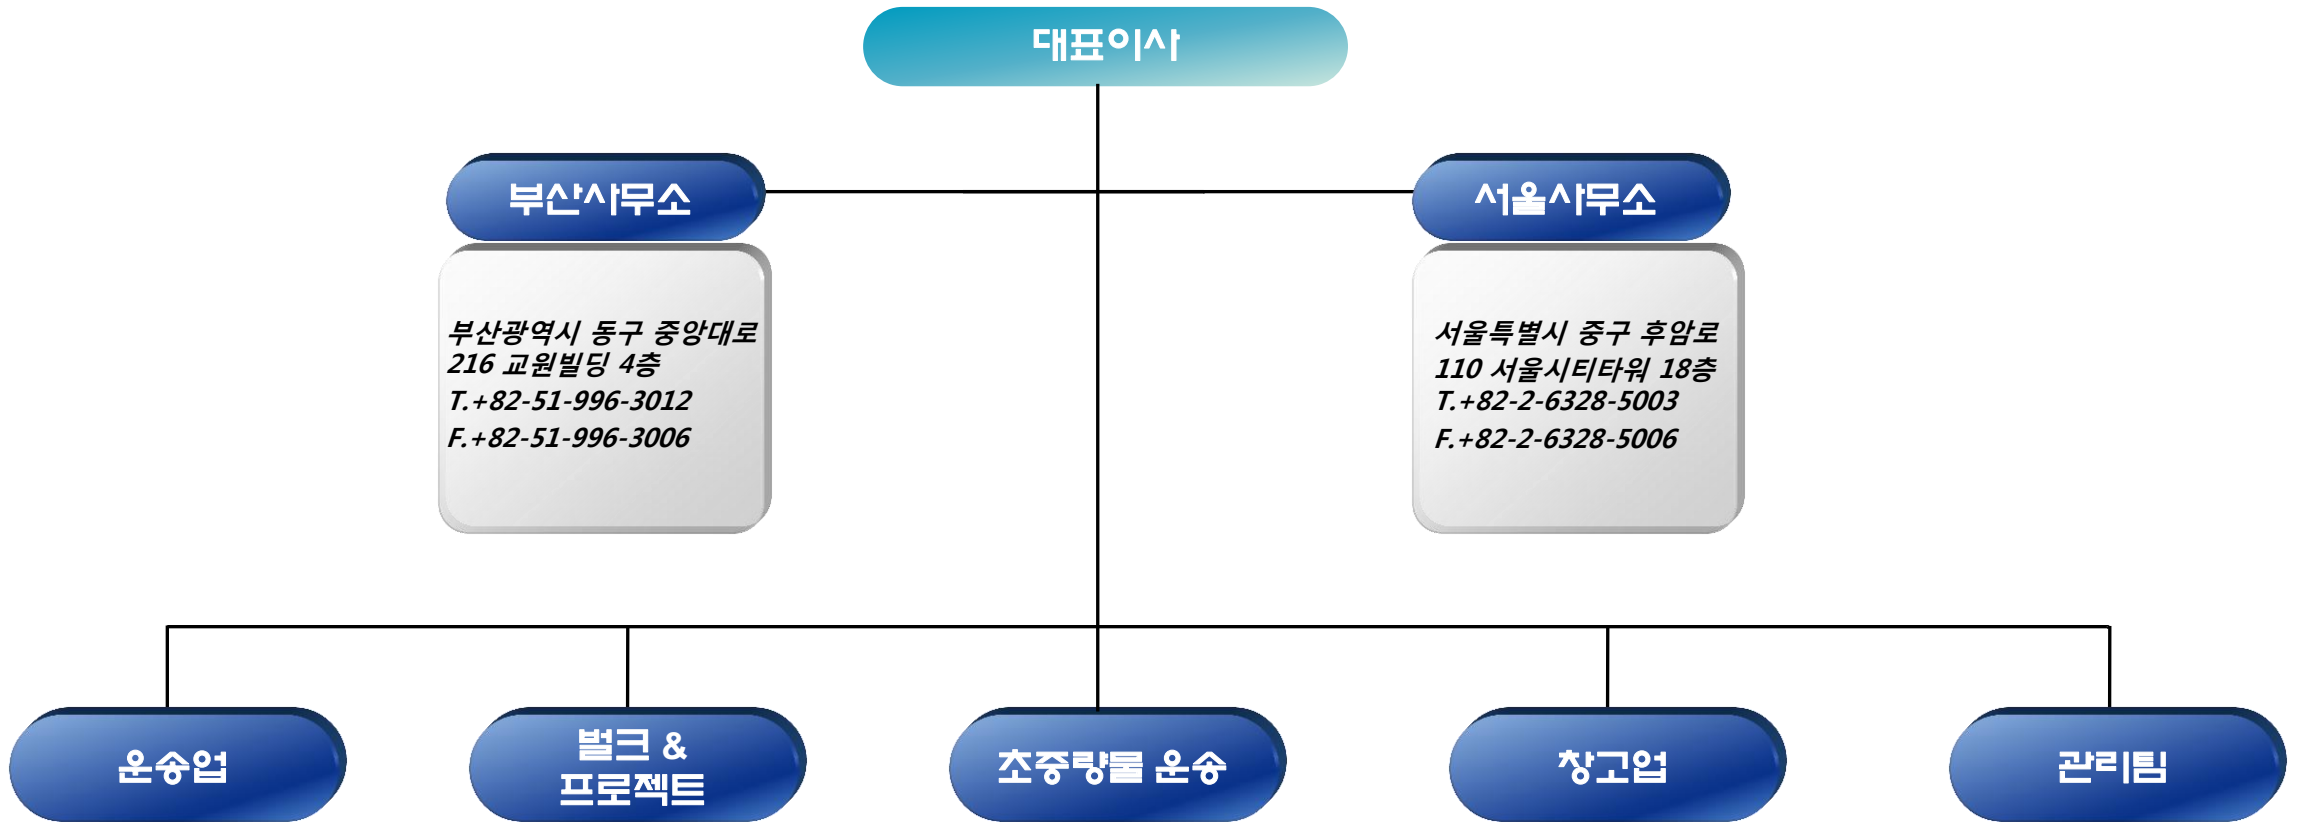 대표이사
부산사무소
서울사무소
부산광역시 동구 중앙대로
216 교원빌딩 4층
T.+82-51-996-3012
F.+82-51-996-3006
서울특별시 중구 후암로
110 서울시티타워 18층
T.+82-2-6328-5003
F.+82-2-6328-5006
운송업
벌크 &
프로젝트
초중량물 운송
창고업
관리팀